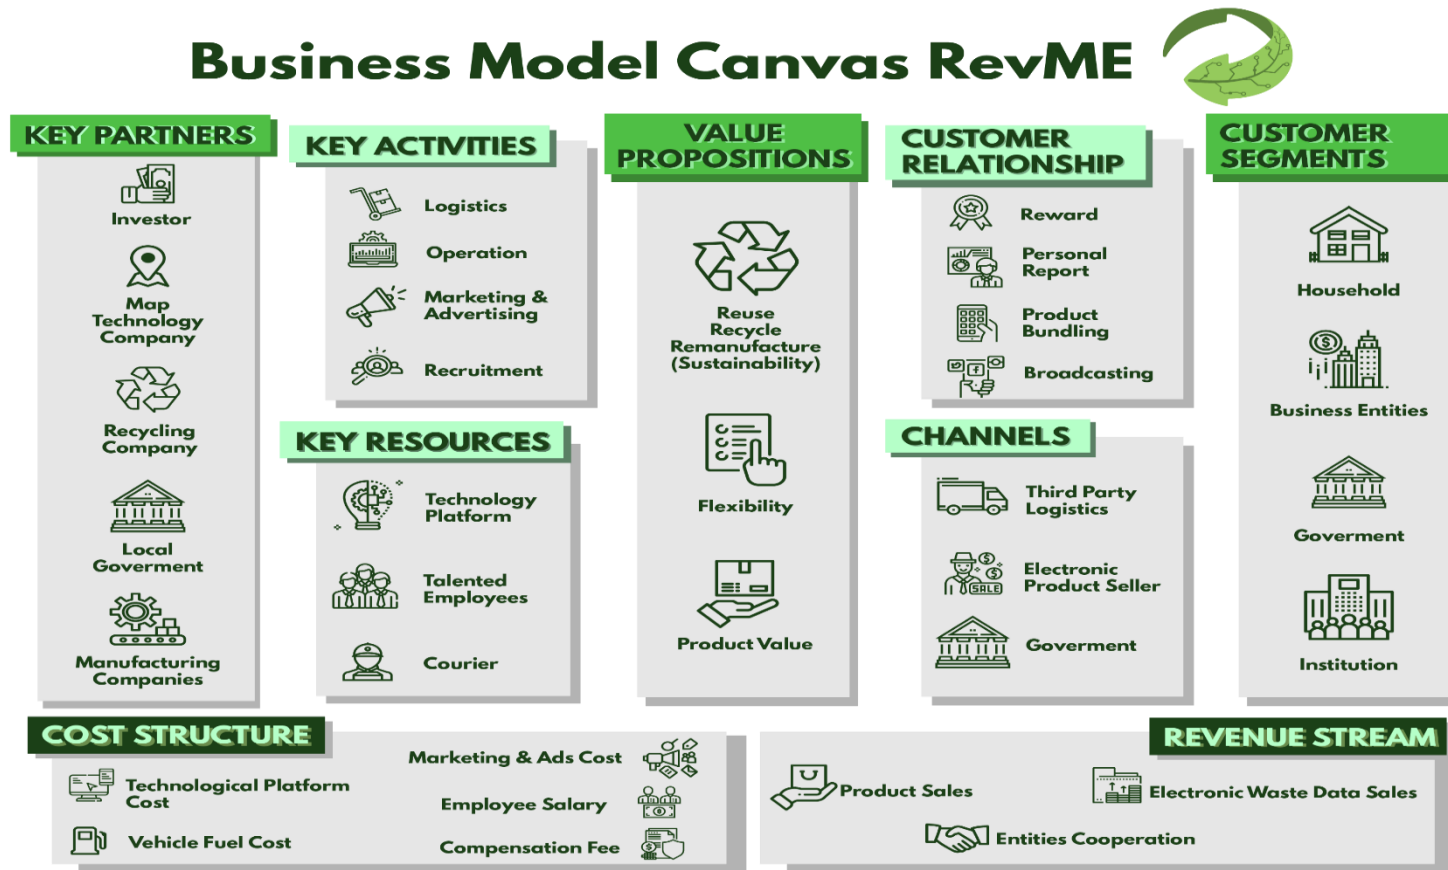 Business Model Canvas RevME
KEY PARTNERS
Investor
Map
Technology
Company
Recycling
Company
Local
Goverment
Manufacturing
Companies
KEY ACTIVITIES
Logistics
Operation
Marketing &
Advertising
Recruitment
KEY RESOURCES
Technology
Platform
Talented
Employees
Courier
VALUE
PROPOSITIONS
Reuse
Recycle
Remanufacture
(Sustainability)
Flexibility
Product Value
CUSTOMER
RELATIONSHIP
Reward
Personal
Report
Product
Bundling
Broadcasting
CHANNELS
Third Party
Logistics
Electronic
Product Seller
SALE
Goverment
CUSTOMER
SEGMENTS
Household
Business Entities
Goverment
Institution
COST STRUCTURE
Technological Platform
Cost
Vehicle Fuel Cost
Marketing & Ads Cost
Employee Salary
Compensation Fee
REVENUE STREAM
Product Sales
Electronic Waste Data Sales
Entities Cooperation